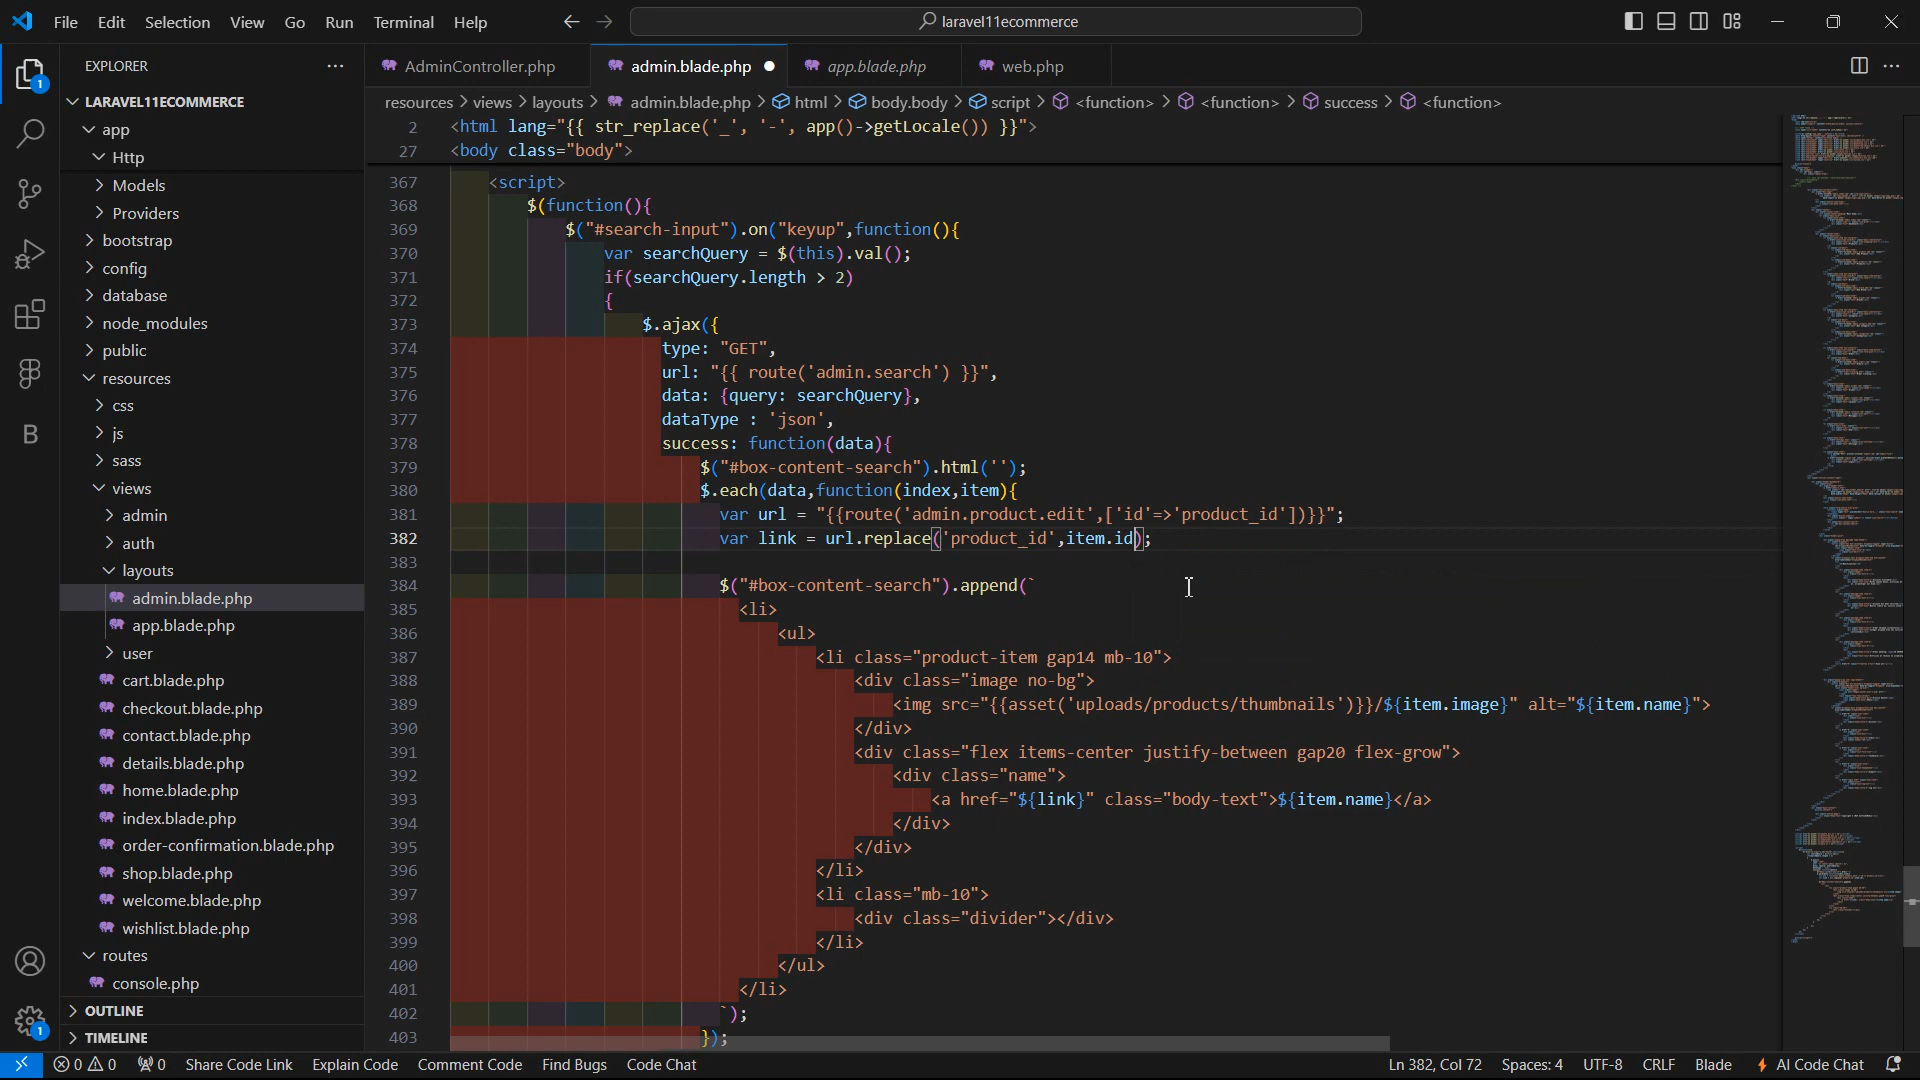 File Edit Selection View Go Run Terminal Help
laravel11ecommerce
EXPLORER
AdminController.php
admin.blade.php
app.blade.php
web.php
resources > views > layouts > admin.blade.php > html > body.body > script > <function> > <function> > success > <function>
LARAVEL11ECOMMERCE
app
Http
Models
Providers
bootstrap
config
database
node_modules
public
resources
css
js
sass
views
admin
auth
layouts
admin.blade.php
app.blade.php
user
cart.blade.php
checkout.blade.php
contact.blade.php
details.blade.php
home.blade.php
index.blade.php
order-confirmation.blade.php
shop.blade.php
welcome.blade.php
wishlist.blade.php
routes
console.php
OUTLINE
TIMELINE
2 <html lang="{{ str_replace('_', '-', app()->getLocale()) }}">
27 <body class="body">
367 <script>
368 $(function(){
369 $("#search-input").on("keyup",function(){
370 var searchQuery = $(this).val();
371 if(searchQuery.length > 2)
372 {
373 $.ajax({
374 type: "GET",
375 url: "{{ route('admin.search') }}",
376 data: {query: searchQuery},
377 dataType : 'json',
378 success: function(data){
379 $("#box-content-search").html('');
380 $.each(data,function(index,item){
381 var url = "{{route('admin.product.edit',['id'=>'product_id'])}}";
382 var link = url.replace('product_id',item.id);
383
384 $("#box-content-search").append(`
385 <li>
386 <ul>
387 <li class="product-item gap14 mb-10">
388 <div class="image no-bg">
389 <img src="{{asset('uploads/products/thumbnails')}}/${item.image}" alt="${item.name}">
390 </div>
391 <div class="flex items-center justify-between gap20 flex-grow">
392 <div class="name">
393 <a href="${link}" class="body-text">${item.name}</a>
394 </div>
395 </div>
396 </li>
397 <li class="mb-10">
398 <div class="divider"></div>
399 </li>
400 </ul>
401 </li>
402 `);
403 });
0 0 0 Share Code Link Explain Code Comment Code Find Bugs Code Chat
Ln 382, Col 72 Spaces: 4 UTF-8 CRLF Blade AI Code Chat